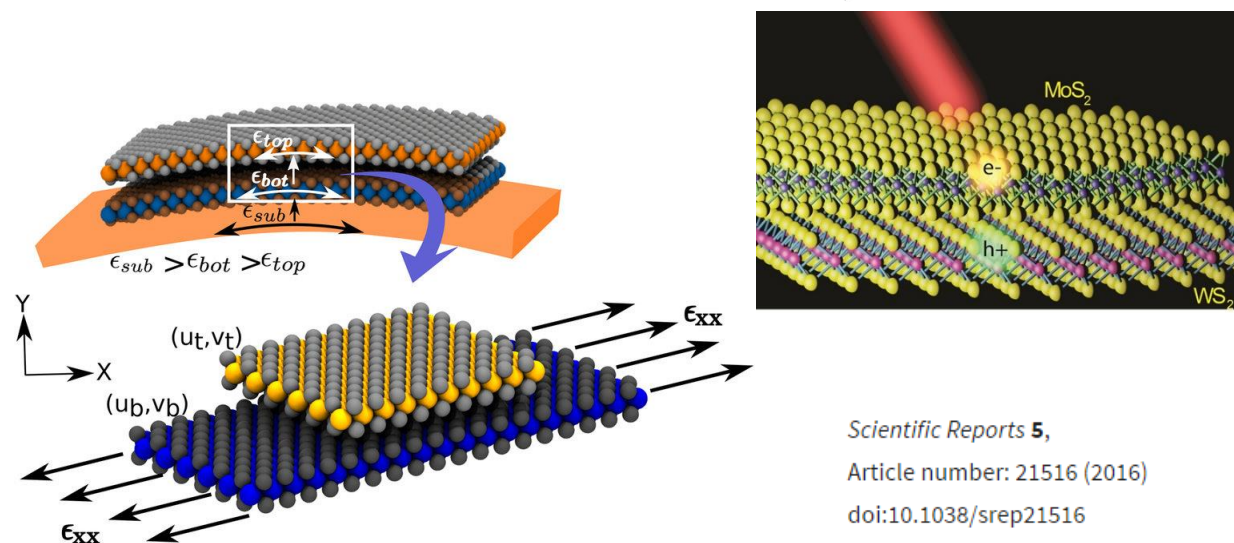 ϵtop
ϵbot
ϵsub
ϵsub >ϵbot >ϵtop
Y
X
(ut,vt)
(ub,vb)
ϵxx
ϵxx
MoS2
e-
h+
WS2
Scientific Reports 5,
Article number: 21516 (2016)
doi:10.1038/srep21516